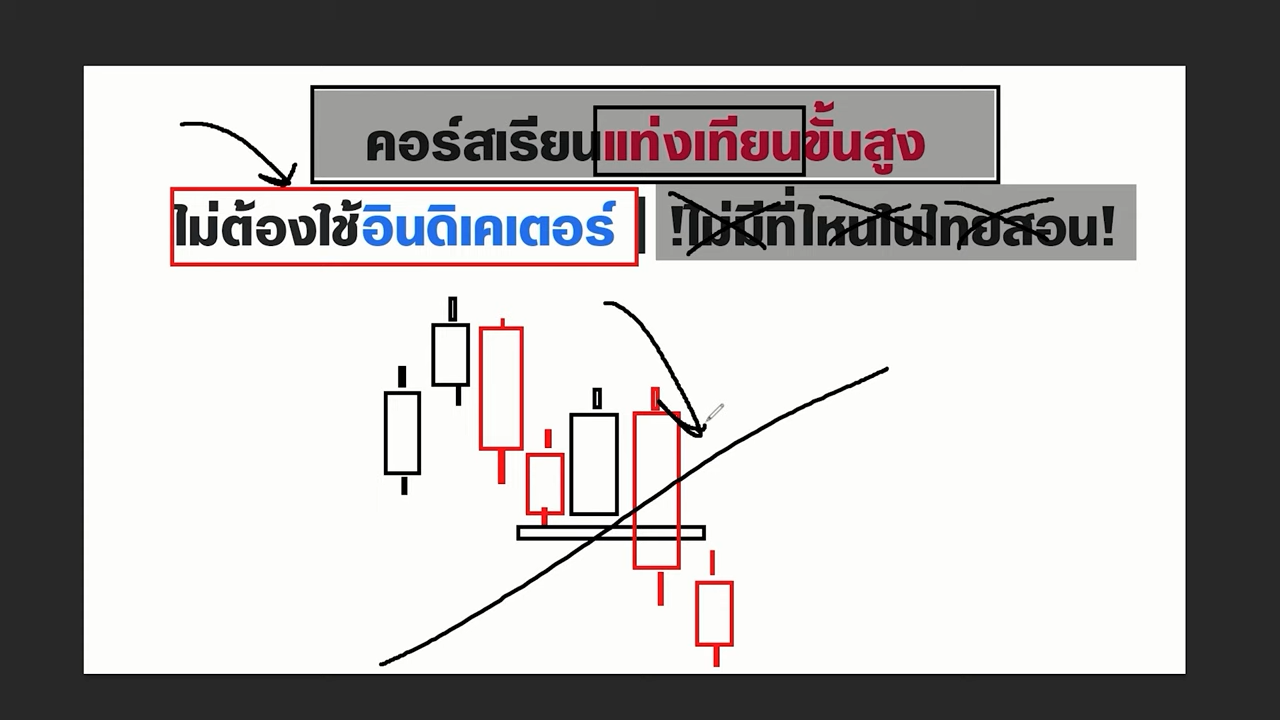 คอร์สเรียนแท่งเทียนขั้นสูง
ไม่ต้องใช้อินดิเคเตอร์ | !ไม่มีที่ไหนในไทยสอน!